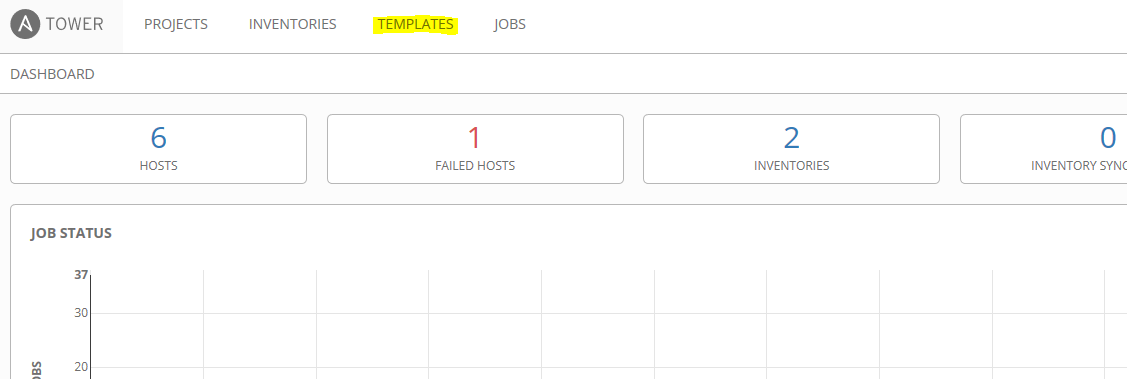 TOWER PROJECTS INVENTORIES TEMPLATES JOBS
DASHBOARD
6 1 2 0
HOSTS FAILED HOSTS INVENTORIES INVENTORY SYNC
JOB STATUS
37
30
20